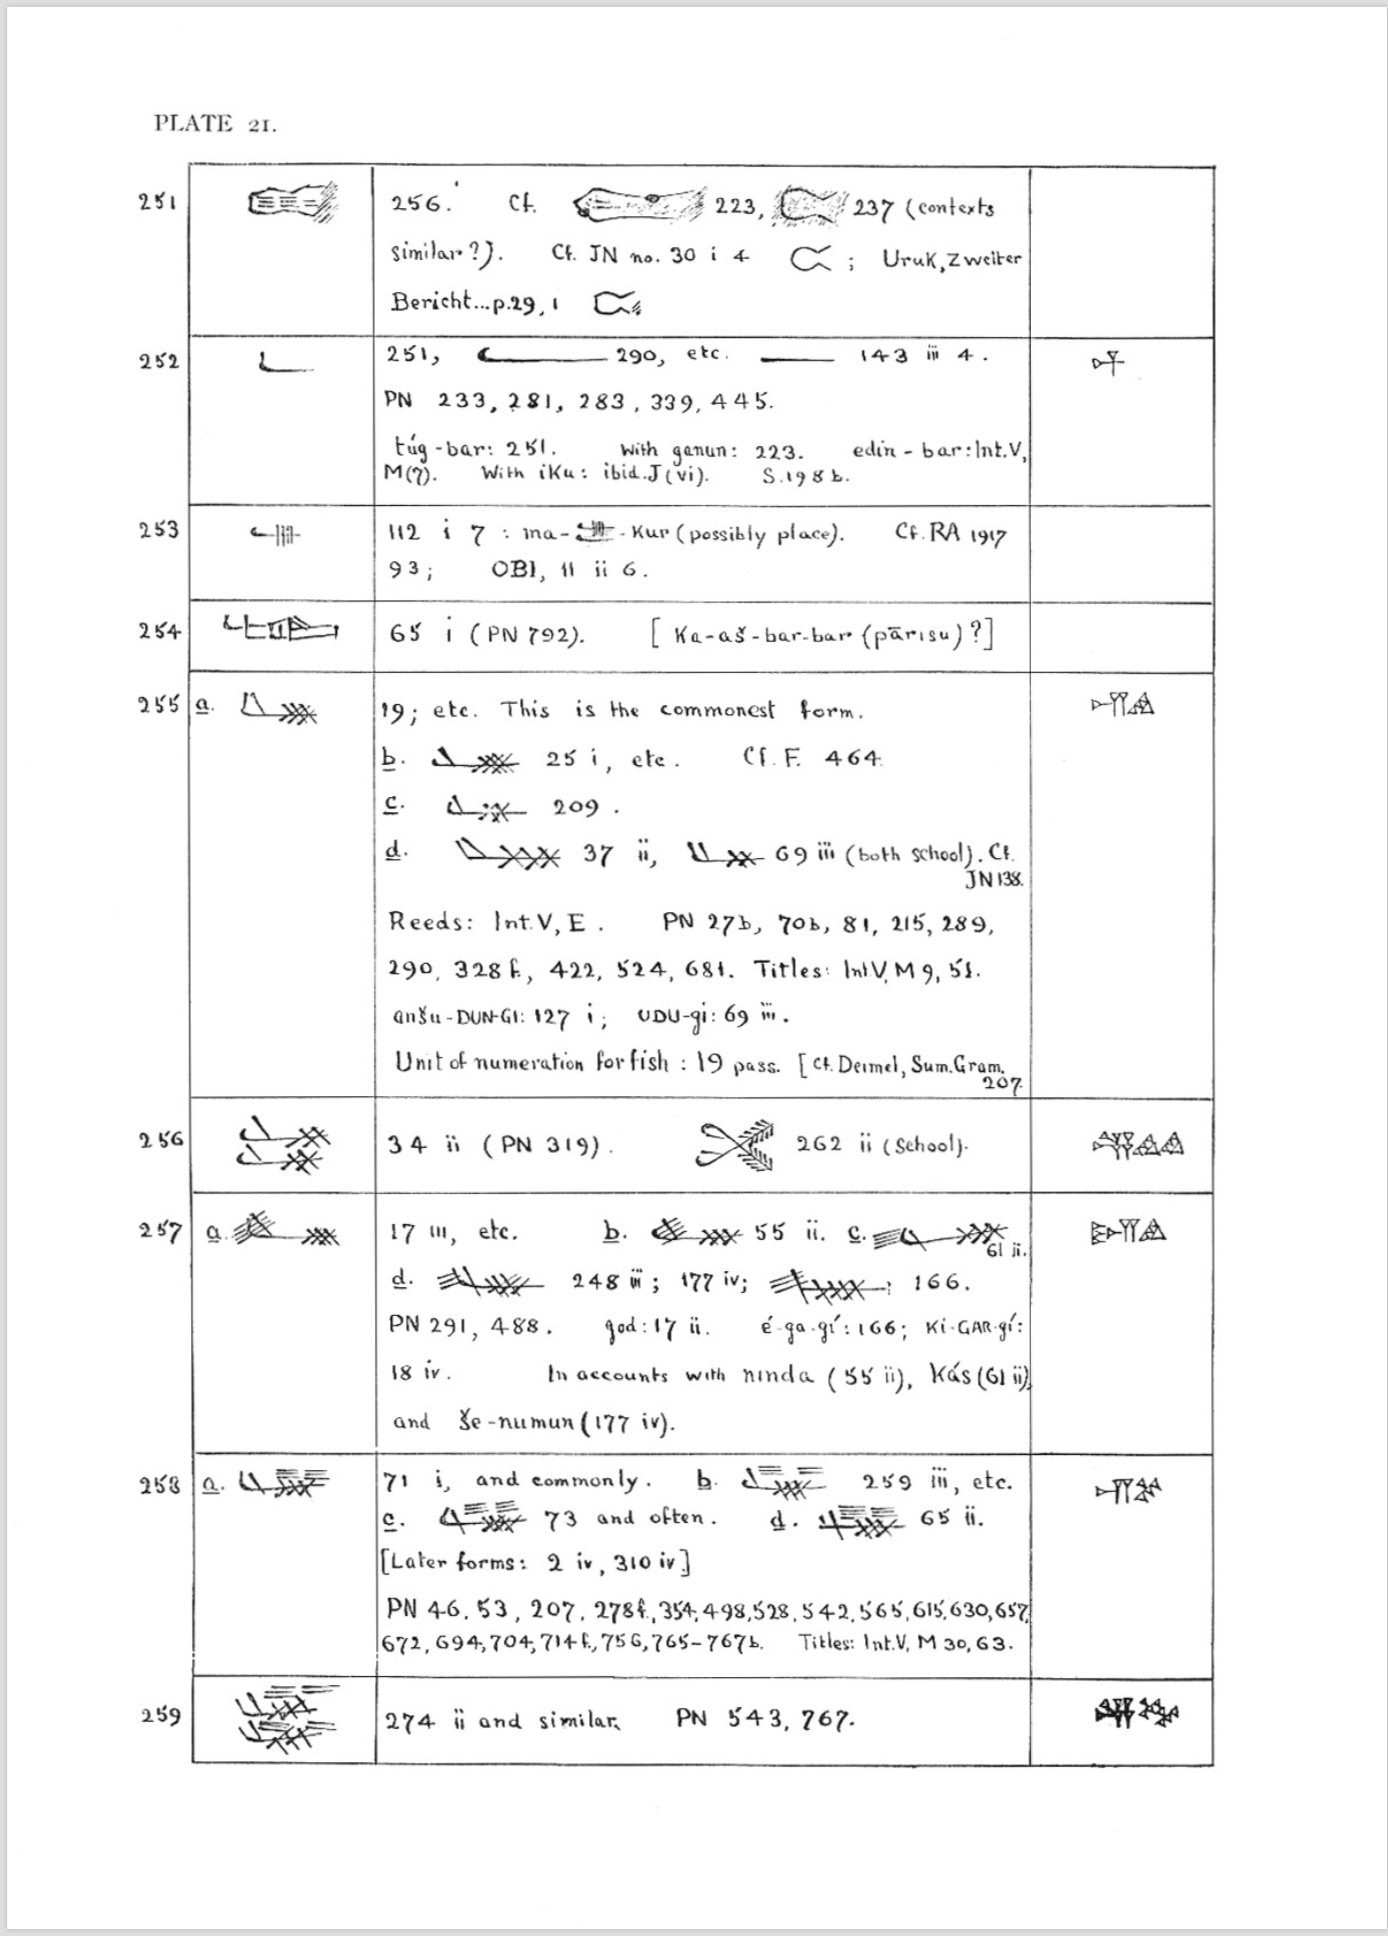 PLATE 21.
251 256. Cf. 223, 237 (contexts
similar?). Cf. JN no. 30 i 4 ; Uruk, Zweiter
Bericht...p.29, 1
252 251, 290, etc. 143 iii 4.
PN 233, 281, 283, 339, 445.
túg-bar: 251. With ganun: 223. edin-bar: Int.V,
M(?). With iku: ibid. J (vi). S.198b.
253 112 i 7 : ma- -kur (possibly place). Cf. RA 1917
93; OBI, 11 ii 6.
254 65 i (PN 792). [Ka-aš-bar-bar (pārisu)?]
255 a. 19; etc. This is the commonest form.
b. 25 i, etc. Cf. F. 464.
c. 209.
d. 37 ii, 69 iii (both school). Cf.
JN 138.
Reeds: Int.V, E. PN 27b, 70b, 81, 215, 289,
290, 328f., 422, 524, 681. Titles: Int.V, M 9, 51.
anšu-DUN-GI: 127 i; UDU-gi: 69 iii.
Unit of numeration for fish: 19 pass. [Cf. Deimel, Sum. Gram.
207.
256 34 ii (PN 319). 262 ii (School).
257 a. 17 iii, etc. b. 55 ii. c.
61 ii.
d. 248 iii; 177 iv; 166.
PN 291, 488. god: 17 ii. é-ga-gí: 166; KI-GAR-gí:
18 iv. In accounts with ninda (55 ii), kás (61 ii),
and še-numun (177 iv).
258 a. 71 i, and commonly. b. 259 iii, etc.
c. 73 and often. d. 65 ii.
[Later forms: 2 iv, 310 iv]
PN 46, 53, 207, 278f., 354, 498, 528, 542, 565, 615, 630, 657,
672, 694, 704, 714f., 756, 765-767b. Titles: Int.V, M 30, 63.
259 274 ii and similar. PN 543, 767.